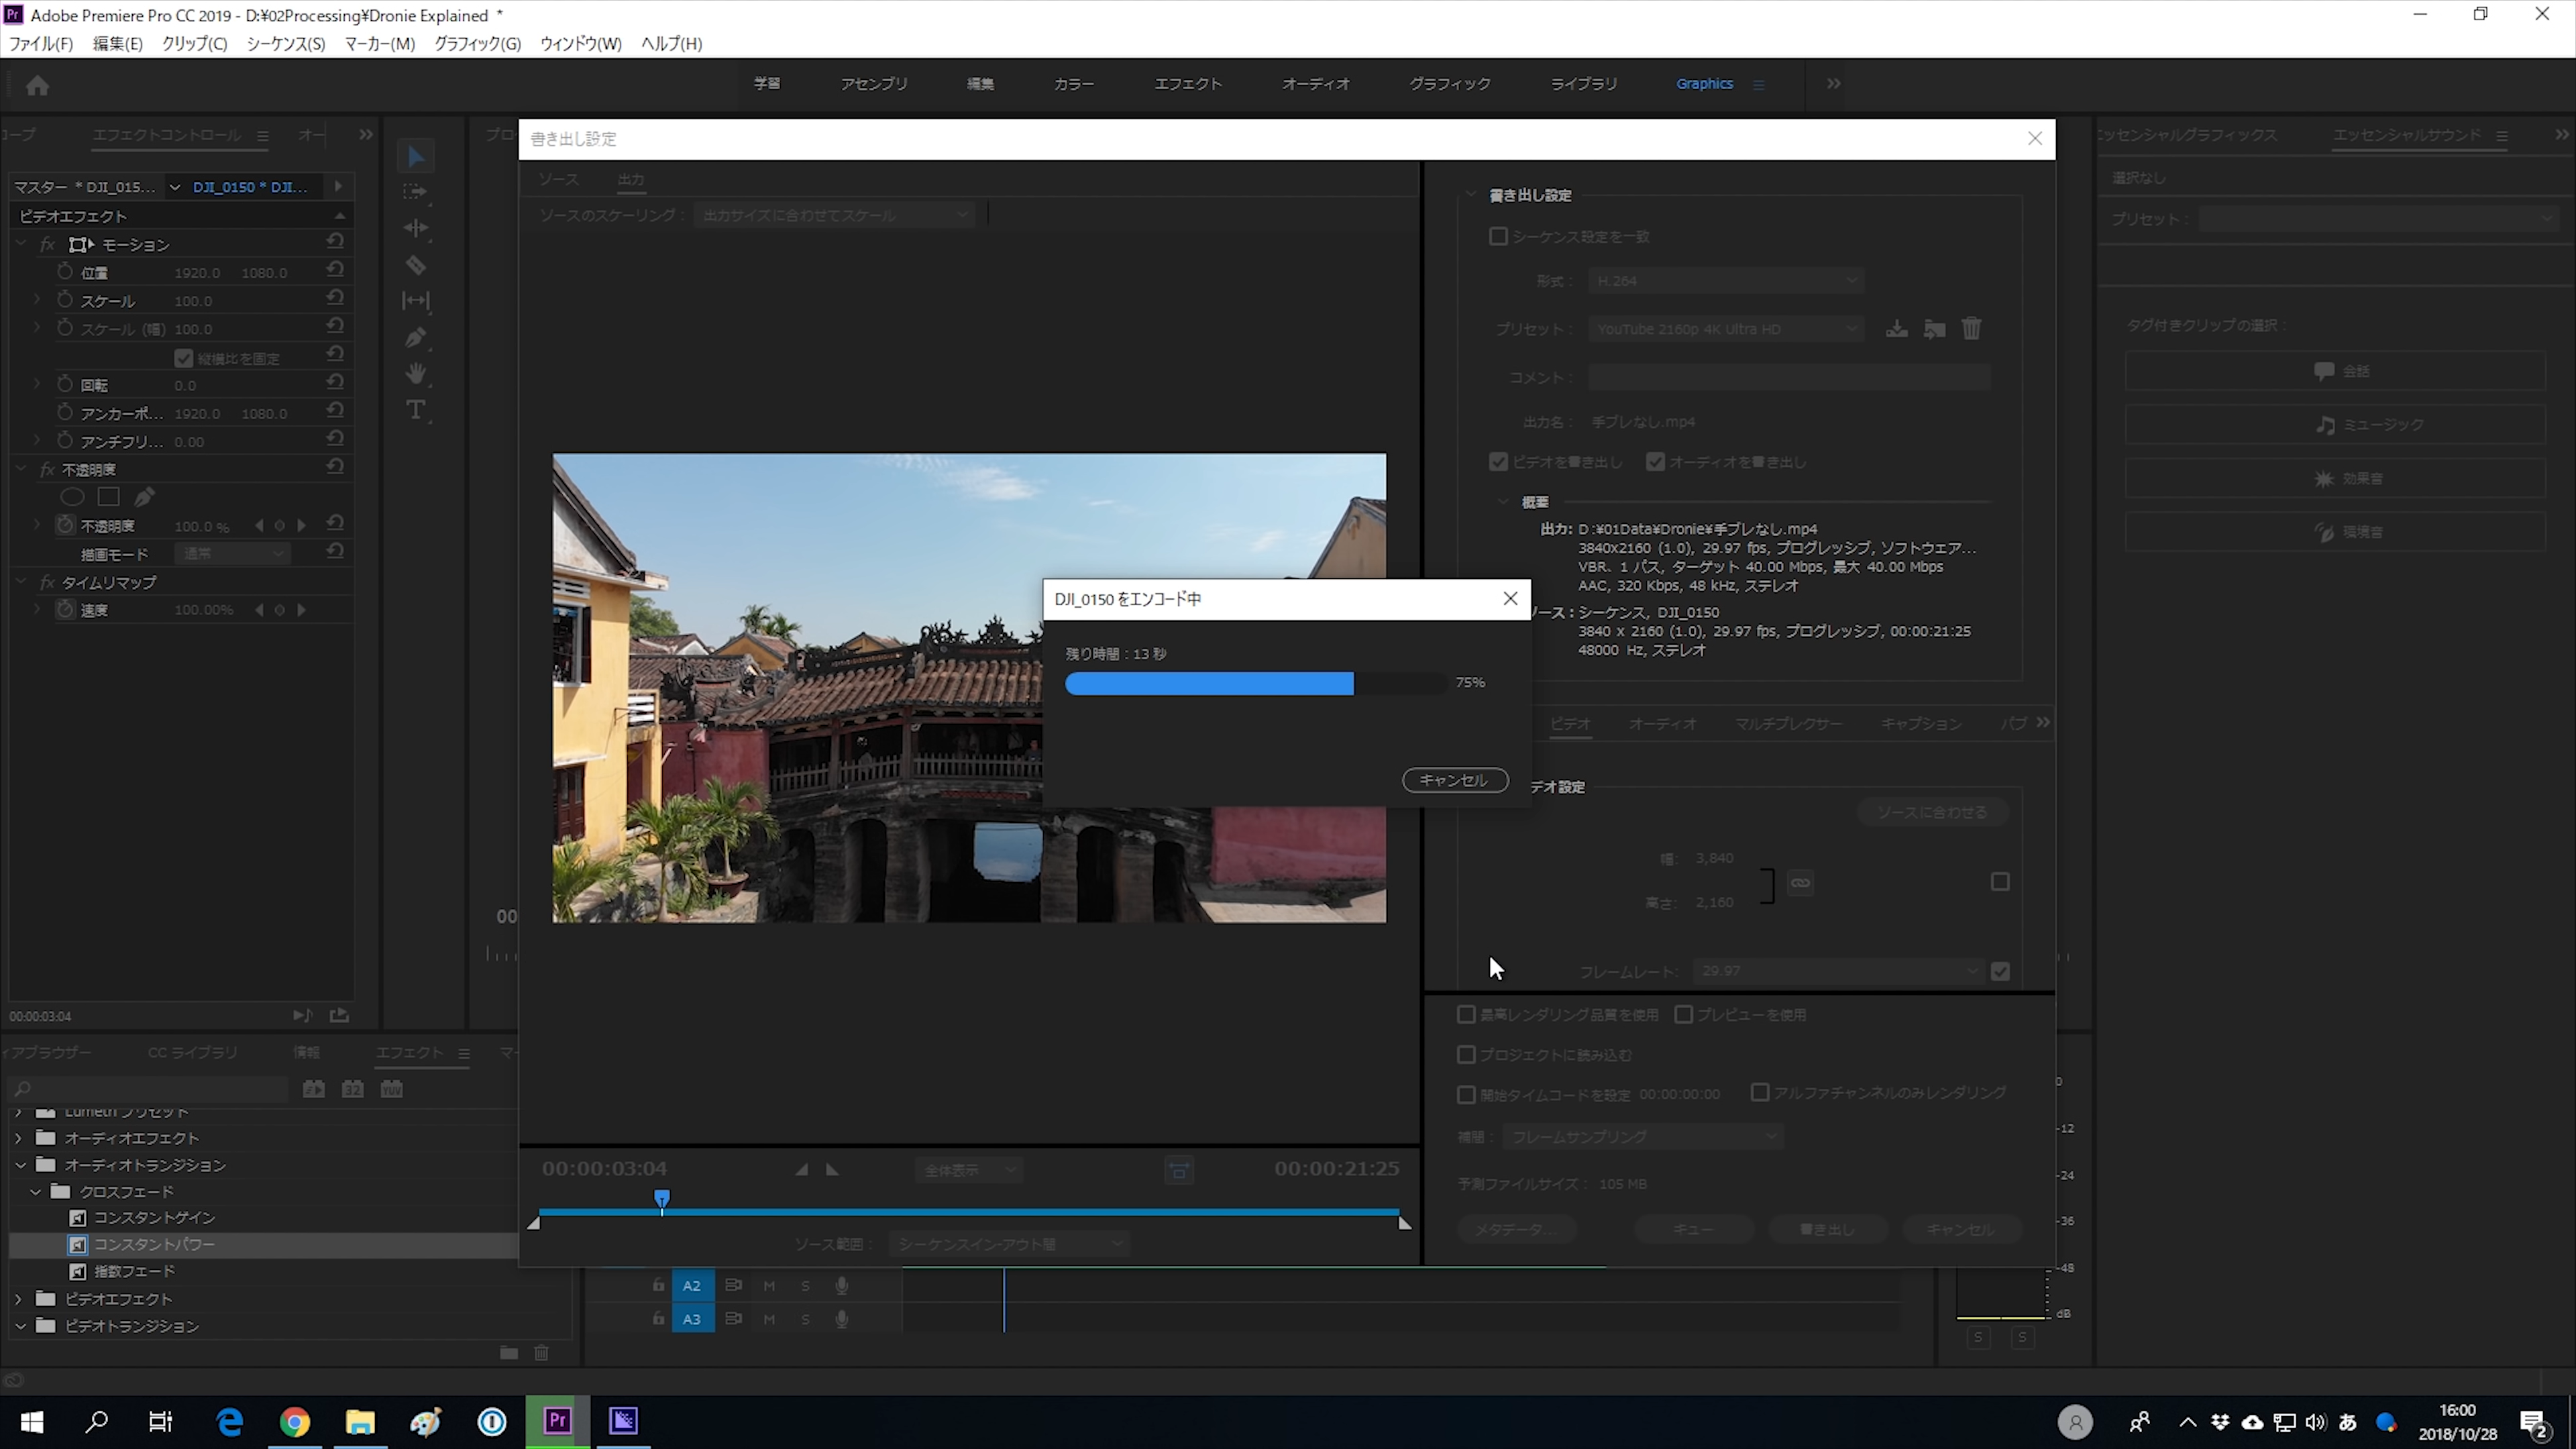 Adobe Premiere Pro CC 2019 - D:¥02Processing¥Dronie Explained *
ファイル(F) 編集(E) クリップ(C) シーケンス(S) マーカー(M) グラフィック(G) ウィンドウ(W) ヘルプ(H)
学習 アセンブリ 編集 カラー エフェクト オーディオ グラフィック ライブラリ Graphics
エフェクトコントロール オー
マスター * DJI_015... DJI_0150 * DJI...
ビデオエフェクト
fx モーション
位置 1920.0 1080.0
スケール 100.0
スケール (幅) 100.0
縦横比を固定
回転 0.0
アンカーポ... 1920.0 1080.0
アンチフリ... 0.00
fx 不透明度
不透明度 100.0 %
描画モード 通常
fx タイムリマップ
速度 100.00%
00:00:03:04
書き出し設定
ソース 出力
ソースのスケーリング : 出力サイズに合わせてスケール
書き出し設定
シーケンス設定を一致
形式 : H.264
プリセット : YouTube 2160p 4K Ultra HD
コメント :
出力名 : 手ブレなし.mp4
ビデオを書き出し オーディオを書き出し
概要
出力: D:¥01Data¥Dronie¥手ブレなし.mp4
3840x2160 (1.0), 29.97 fps, プログレッシブ, ソフトウェア...
VBR、1 パス, ターゲット 40.00 Mbps, 最大 40.00 Mbps
AAC, 320 Kbps, 48 kHz, ステレオ
ース : シーケンス, DJI_0150
3840 x 2160 (1.0), 29.97 fps, プログレッシブ, 00:00:21:25
48000 Hz, ステレオ
DJI_0150 をエンコード中
残り時間 : 13 秒
75%
キャンセル
ビデオ オーディオ マルチプレクサー キャプション パブ
デオ設定
ソースに合わせる
幅: 3,840
高さ: 2,160
フレームレート: 29.97
最高レンダリング品質を使用 プレビューを使用
プロジェクトに読み込む
開始タイムコードを設定 00:00:00:00 アルファチャンネルのみレンダリング
補間 : フレームサンプリング
予測ファイルサイズ : 105 MB
メタデータ... キュー 書き出し キャンセル
00:00:03:04 全体表示 00:00:21:25
ソース範囲 : シーケンスイン-アウト間
エッセンシャルサウンド
選択なし
プリセット :
タグ付きクリップの選択 :
会話
ミュージック
効果音
環境音
ィアブラウザー CC ライブラリ 情報 エフェクト マー
32 YUV
Lumetri プリセット
オーディオエフェクト
オーディオトランジション
クロスフェード
コンスタントゲイン
コンスタントパワー
指数フェード
ビデオエフェクト
ビデオトランジション
A2 M S
A3 M S
0
-12
-24
-36
-48
dB
S S
16:00
2018/10/28
あ
2